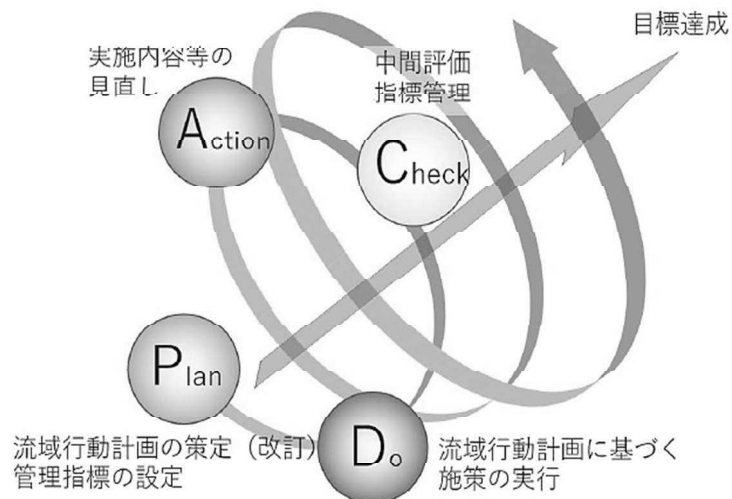 目標達成
実施内容等の
見直し
中間評価
指標管理
Action
Check
Plan
Do
流域行動計画の策定（改訂）
管理指標の設定
流域行動計画に基づく
施策の実行